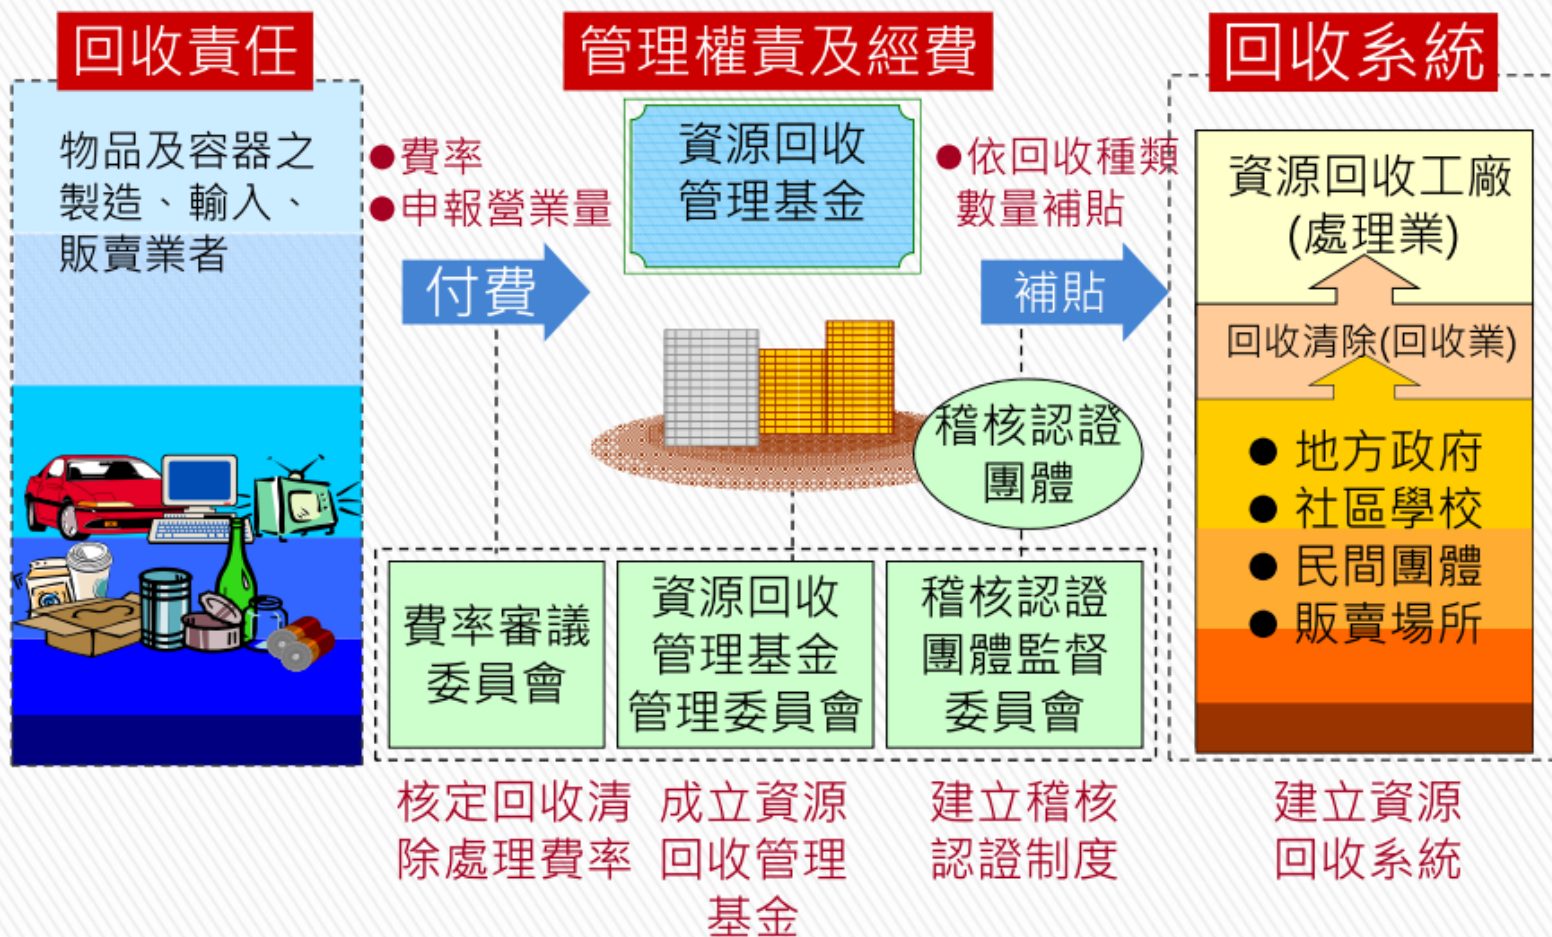 回收責任
物品及容器之
製造、輸入、
販賣業者
●費率
●申報營業量
付費
管理權責及經費
資源回收
管理基金
●依回收種類
數量補貼
補貼
稽核認證
團體
費率審議
委員會
資源回收
管理基金
管理委員會
稽核認證
團體監督
委員會
核定回收清
除處理費率
成立資源
回收管理
基金
建立稽核
認證制度
回收系統
資源回收工廠
(處理業)
回收清除(回收業)
● 地方政府
● 社區學校
● 民間團體
● 販賣場所
建立資源
回收系統